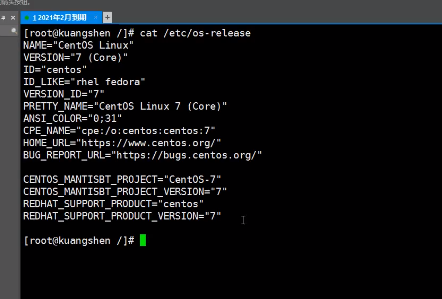 1 2021年2月到期
[root@kuangshen /]# cat /etc/os-release
NAME="CentOS Linux"
VERSION="7 (Core)"
ID="centos"
ID_LIKE="rhel fedora"
VERSION_ID="7"
PRETTY_NAME="CentOS Linux 7 (Core)"
ANSI_COLOR="0;31"
CPE_NAME="cpe:/o:centos:centos:7"
HOME_URL="https://www.centos.org/"
BUG_REPORT_URL="https://bugs.centos.org/"
CENTOS_MANTISBT_PROJECT="CentOS-7"
CENTOS_MANTISBT_PROJECT_VERSION="7"
REDHAT_SUPPORT_PRODUCT="centos"
REDHAT_SUPPORT_PRODUCT_VERSION="7"
[root@kuangshen /]#